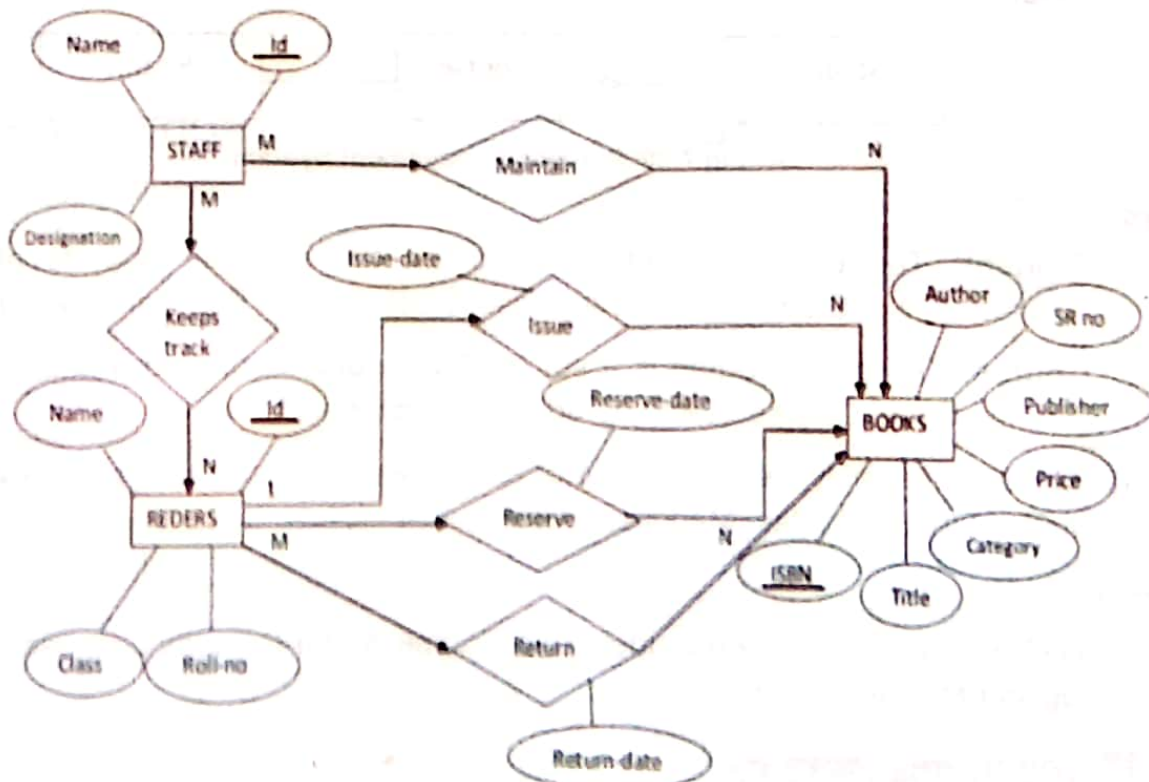 Name
Id
STAFF
M
Maintain
N
M
Designation
Issue-date
Keeps
track
Issue
N
Author
SR no
Name
Id
Reserve-date
BOOKS
Publisher
N
1
REDERS
M
Reserve
N
Price
ISBN
Category
Title
Class
Roll-no
Return
Return-date